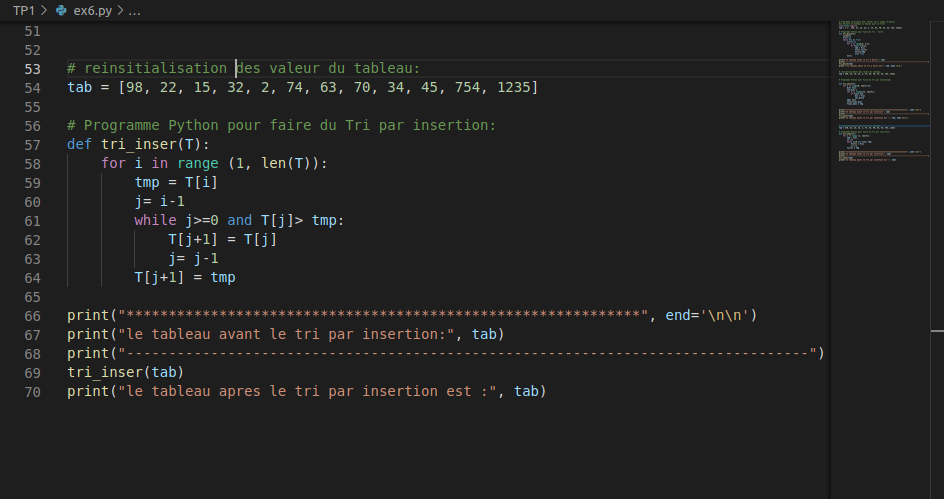 TP1 > ex6.py > ...
51
52
53 # reinsitialisation des valeur du tableau:
54 tab = [98, 22, 15, 32, 2, 74, 63, 70, 34, 45, 754, 1235]
55
56 # Programme Python pour faire du Tri par insertion:
57 def tri_inser(T):
58     for i in range (1, len(T)):
59         tmp = T[i]
60         j= i-1
61         while j>=0 and T[j]> tmp:
62             T[j+1] = T[j]
63             j= j-1
64         T[j+1] = tmp
65
66 print("*************************************************************", end='\n\n')
67 print("le tableau avant le tri par insertion:", tab)
68 print("---------------------------------------------------------------------------------")
69 tri_inser(tab)
70 print("le tableau apres le tri par insertion est :", tab)